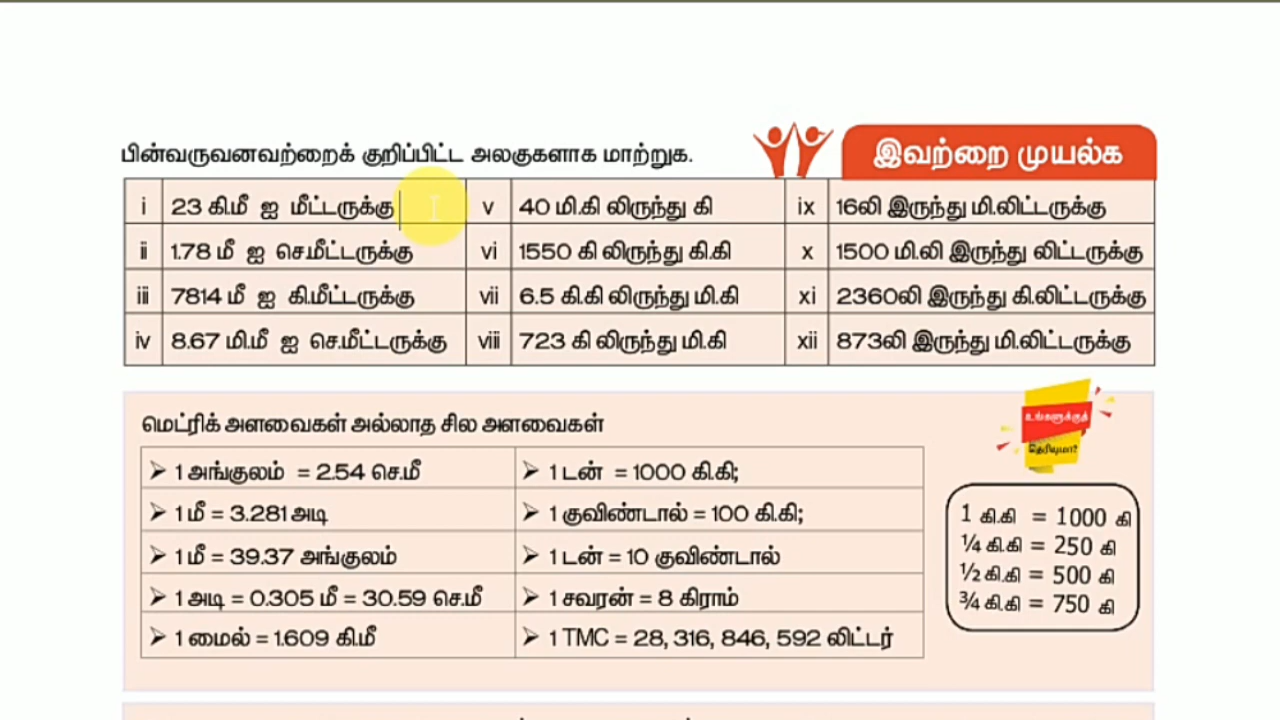 பின்வருவனவற்றைக் குறிப்பிட்ட அலகுகளாக மாற்றுக.
இவற்றை முயல்க
i 23 கி.மீ ஐ மீட்டருக்கு v 40 மி.கி லிருந்து கி ix 16லி இருந்து மி.லிட்டருக்கு
ii 1.78 மீ ஐ செ.மீட்டருக்கு vi 1550 கி லிருந்து கி.கி x 1500 மி.லி இருந்து லிட்டருக்கு
iii 7814 மீ ஐ கி.மீட்டருக்கு vii 6.5 கி.கி லிருந்து மி.கி xi 2360லி இருந்து கி.லிட்டருக்கு
iv 8.67 மி.மீ ஐ செ.மீட்டருக்கு viii 723 கி லிருந்து மி.கி xii 873லி இருந்து மி.லிட்டருக்கு
மெட்ரிக் அளவைகள் அல்லாத சில அளவைகள்
உங்களுக்குத்
தெரியுமா?
➢ 1 அங்குலம் = 2.54 செ.மீ ➢ 1 டன் = 1000 கி.கி;
➢ 1 மீ = 3.281 அடி ➢ 1 குவிண்டால் = 100 கி.கி;
➢ 1 மீ = 39.37 அங்குலம் ➢ 1 டன் = 10 குவிண்டால்
➢ 1 அடி = 0.305 மீ = 30.59 செ.மீ ➢ 1 சவரன் = 8 கிராம்
➢ 1 மைல் = 1.609 கி.மீ ➢ 1 TMC = 28, 316, 846, 592 லிட்டர்
1 கி.கி = 1000 கி
¼ கி.கி = 250 கி
½ கி.கி = 500 கி
¾ கி.கி = 750 கி